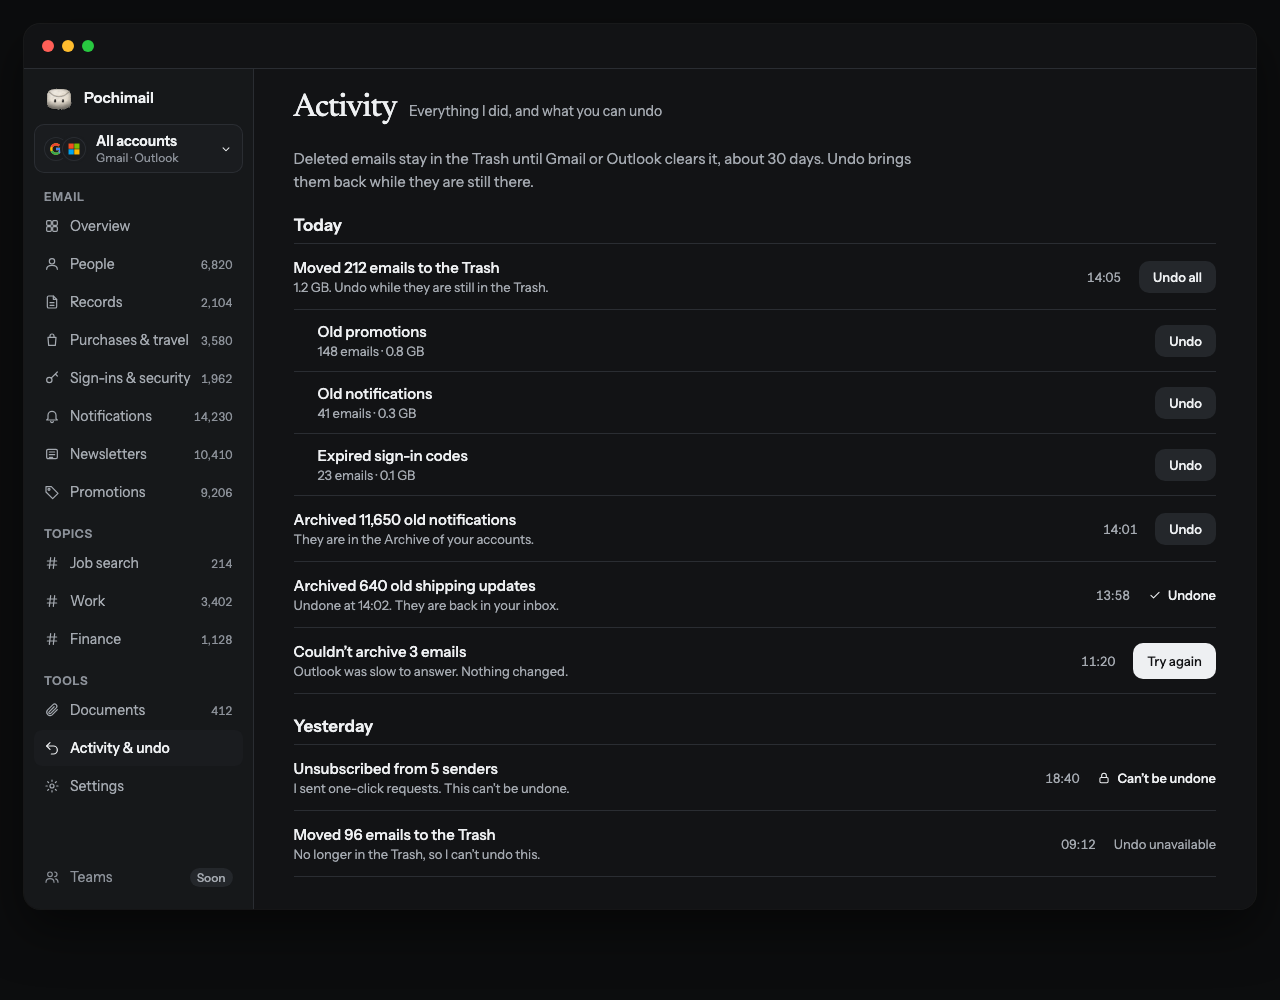 Pochimail
All accounts
Gmail · Outlook
EMAIL
Overview
People 6,820
Records 2,104
Purchases & travel 3,580
Sign-ins & security 1,962
Notifications 14,230
Newsletters 10,410
Promotions 9,206
TOPICS
# Job search 214
# Work 3,402
# Finance 1,128
TOOLS
Documents 412
Activity & undo
Settings
Teams Soon
Activity Everything I did, and what you can undo
Deleted emails stay in the Trash until Gmail or Outlook clears it, about 30 days. Undo brings
them back while they are still there.
Today
Moved 212 emails to the Trash
1.2 GB. Undo while they are still in the Trash.
14:05 Undo all
Old promotions
148 emails · 0.8 GB
Undo
Old notifications
41 emails · 0.3 GB
Undo
Expired sign-in codes
23 emails · 0.1 GB
Undo
Archived 11,650 old notifications
They are in the Archive of your accounts.
14:01 Undo
Archived 640 old shipping updates
Undone at 14:02. They are back in your inbox.
13:58 Undone
Couldn't archive 3 emails
Outlook was slow to answer. Nothing changed.
11:20 Try again
Yesterday
Unsubscribed from 5 senders
I sent one-click requests. This can't be undone.
18:40 Can't be undone
Moved 96 emails to the Trash
No longer in the Trash, so I can't undo this.
09:12 Undo unavailable